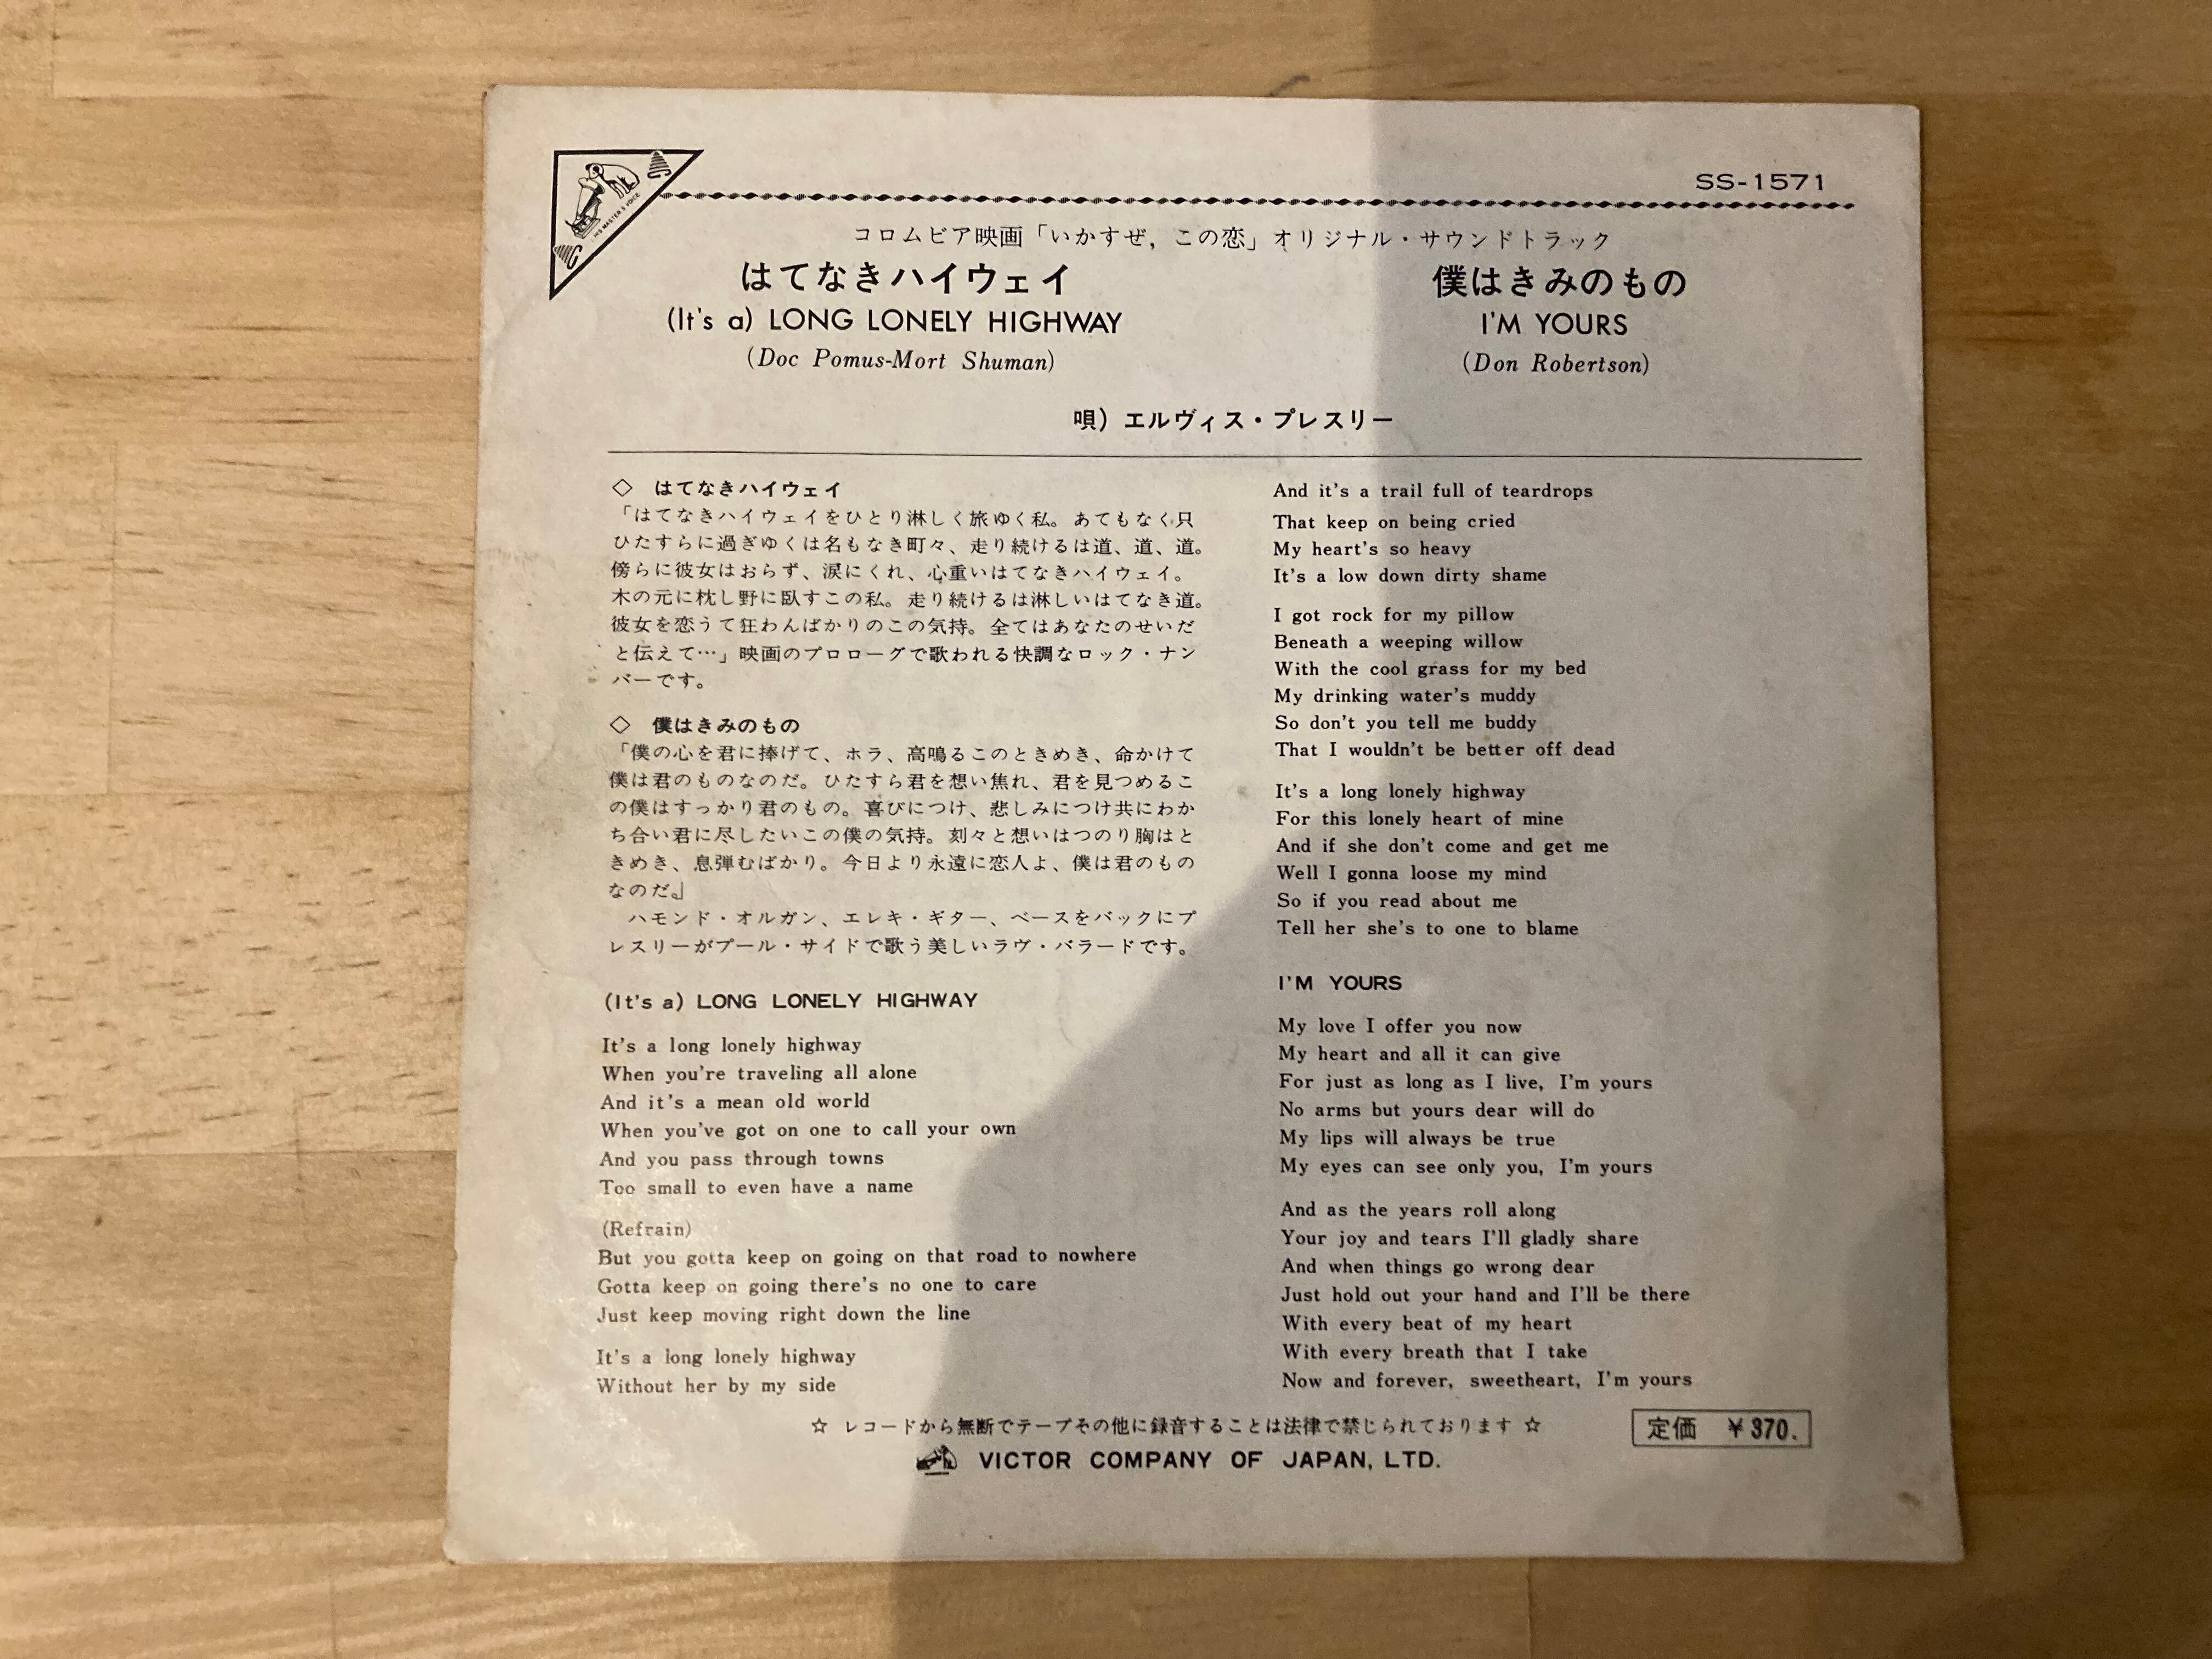 HIS MASTER'S VOICE
SS-1571
コロムビア映画「いかすぜ, この恋」オリジナル・サウンドトラック
はてなきハイウェイ
(It's a) LONG LONELY HIGHWAY
(Doc Pomus-Mort Shuman)
僕はきみのもの
I'M YOURS
(Don Robertson)
唄) エルヴィス・プレスリー
◇ はてなきハイウェイ
「はてなきハイウェイをひとり淋しく旅ゆく私。あてもなく只
ひたすらに過ぎゆくは名もなき町々、走り続けるは道、道、道。
傍らに彼女はおらず、涙にくれ、心重いはてなきハイウェイ。
木の元に枕し野に臥すこの私。走り続けるは淋しいはてなき道。
彼女を恋うて狂わんばかりのこの気持。全てはあなたのせいだ
と伝えて…」映画のプロローグで歌われる快調なロック・ナン
バーです。
◇ 僕はきみのもの
「僕の心を君に捧げて、ホラ、高鳴るこのときめき、命かけて
僕は君のものなのだ。ひたすら君を想い焦れ、君を見つめるこ
の僕はすっかり君のもの。喜びにつけ、悲しみにつけ共にわか
ち合い君に尽したいこの僕の気持。刻々と想いはつのり胸はと
きめき、息弾むばかり。今日より永遠に恋人よ、僕は君のもの
なのだ。」
ハモンド・オルガン、エレキ・ギター、ベースをバックにプ
レスリーがプール・サイドで歌う美しいラヴ・バラードです。
(It's a) LONG LONELY HIGHWAY
It's a long lonely highway
When you're traveling all alone
And it's a mean old world
When you've got on one to call your own
And you pass through towns
Too small to even have a name
(Refrain)
But you gotta keep on going on that road to nowhere
Gotta keep on going there's no one to care
Just keep moving right down the line
It's a long lonely highway
Without her by my side
And it's a trail full of teardrops
That keep on being cried
My heart's so heavy
It's a low down dirty shame
I got rock for my pillow
Beneath a weeping willow
With the cool grass for my bed
My drinking water's muddy
So don't you tell me buddy
That I wouldn't be better off dead
It's a long lonely highway
For this lonely heart of mine
And if she don't come and get me
Well I gonna loose my mind
So if you read about me
Tell her she's to one to blame
I'M YOURS
My love I offer you now
My heart and all it can give
For just as long as I live, I'm yours
No arms but yours dear will do
My lips will always be true
My eyes can see only you, I'm yours
And as the years roll along
Your joy and tears I'll gladly share
And when things go wrong dear
Just hold out your hand and I'll be there
With every beat of my heart
With every breath that I take
Now and forever, sweetheart, I'm yours
☆ レコードから無断でテープその他に録音することは法律で禁じられております ☆
定価 ¥370.
VICTOR COMPANY OF JAPAN, LTD.